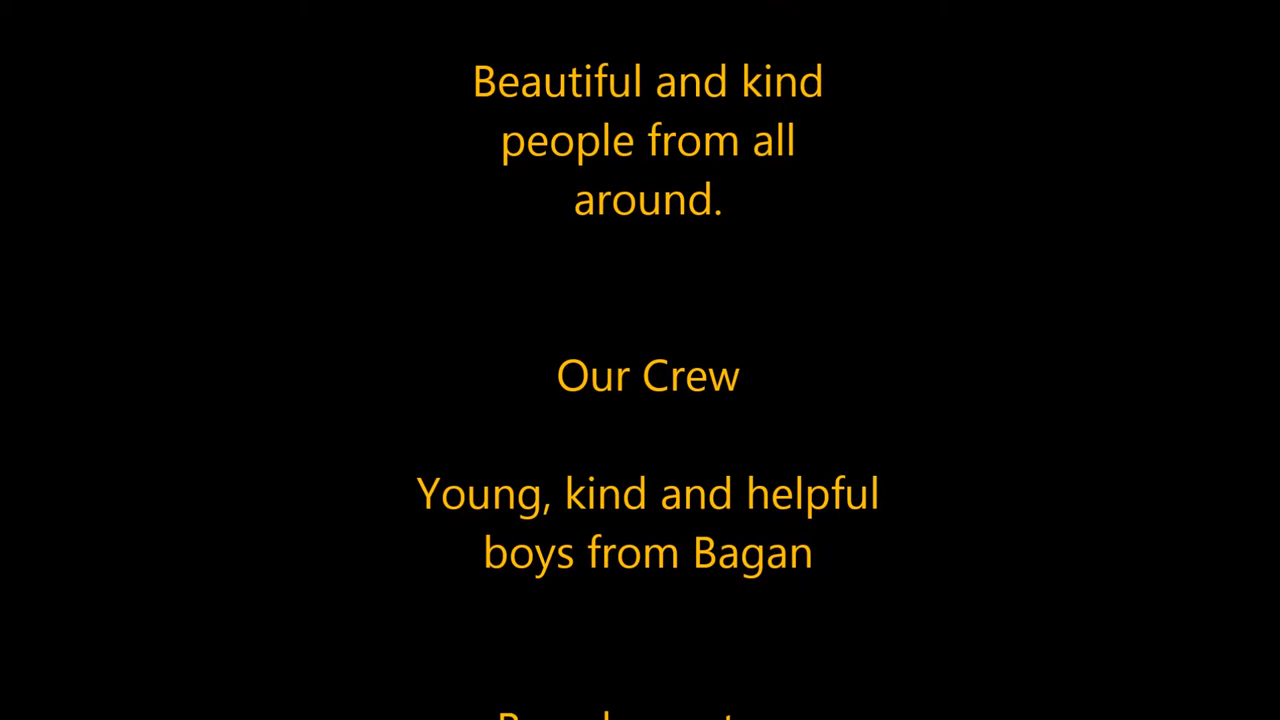 Beautiful and kind
people from all
around.
Our Crew
Young, kind and helpful
boys from Bagan